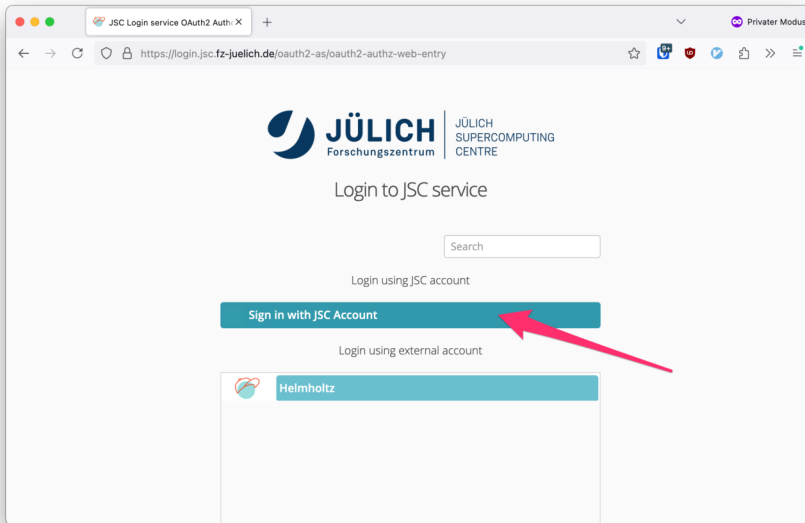 JSC Login service OAuth2 Autho
Privater Modus
https://login.jsc.fz-juelich.de/oauth2-as/oauth2-authz-web-entry
9+
JÜLICH
Forschungszentrum
JÜLICH
SUPERCOMPUTING
CENTRE
Login to JSC service
Search
Login using JSC account
Sign in with JSC Account
Login using external account
Helmholtz